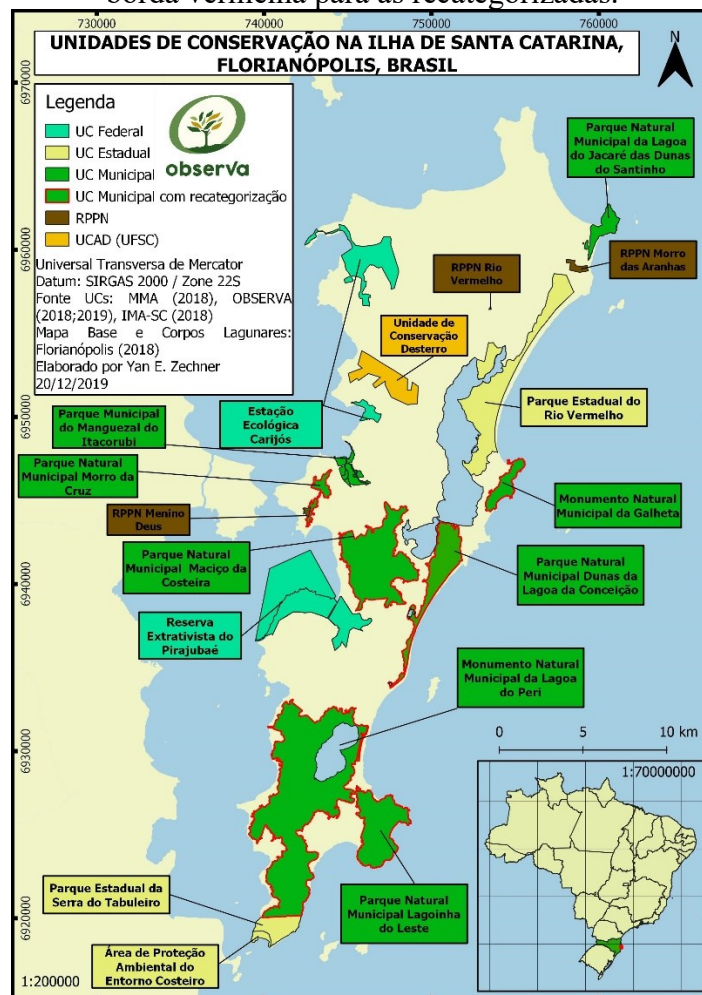 borda vermelha para as recategorizadas.
730000
740000
750000
760000
UNIDADES DE CONSERVAÇÃO NA ILHA DE SANTA CATARINA,
FLORIANÓPOLIS, BRASIL
N
6970000
6960000
6950000
6940000
6930000
6920000
Legenda
UC Federal
UC Estadual
UC Municipal
UC Municipal com recategorização
RPPN
UCAD (UFSC)
observa
Universal Transversa de Mercator
Datum: SIRGAS 2000 / Zone 22S
Fonte UCs: MMA (2018), OBSERVA
(2018;2019), IMA-SC (2018)
Mapa Base e Corpos Lagunares:
Florianópolis (2018)
Elaborado por Yan E. Zechner
20/12/2019
Parque Natural
Municipal da Lagoa
do Jacaré das Dunas
do Santinho
RPPN Morro
das Aranhas
RPPN Rio
Vermelho
Unidade de
Conservação
Desterro
Parque Estadual do
Rio Vermelho
Estação
Ecológica
Carijós
Parque Municipal
do Manguezal do
Itacorubi
Parque Natural
Municipal Morro da
Cruz
RPPN Menino
Deus
Monumento Natural
Municipal da Galheta
Parque Natural
Municipal Maciço da
Costeira
Parque Natural
Municipal Dunas da
Lagoa da Conceição
Reserva
Extrativista do
Pirajubaé
Monumento Natural
Municipal da Lagoa
do Peri
0 5 10 km
1:70000000
Parque Estadual da
Serra do Tabuleiro
Parque Natural
Municipal Lagoinha
do Leste
Área de Proteção
Ambiental do
Entorno Costeiro
1:200000